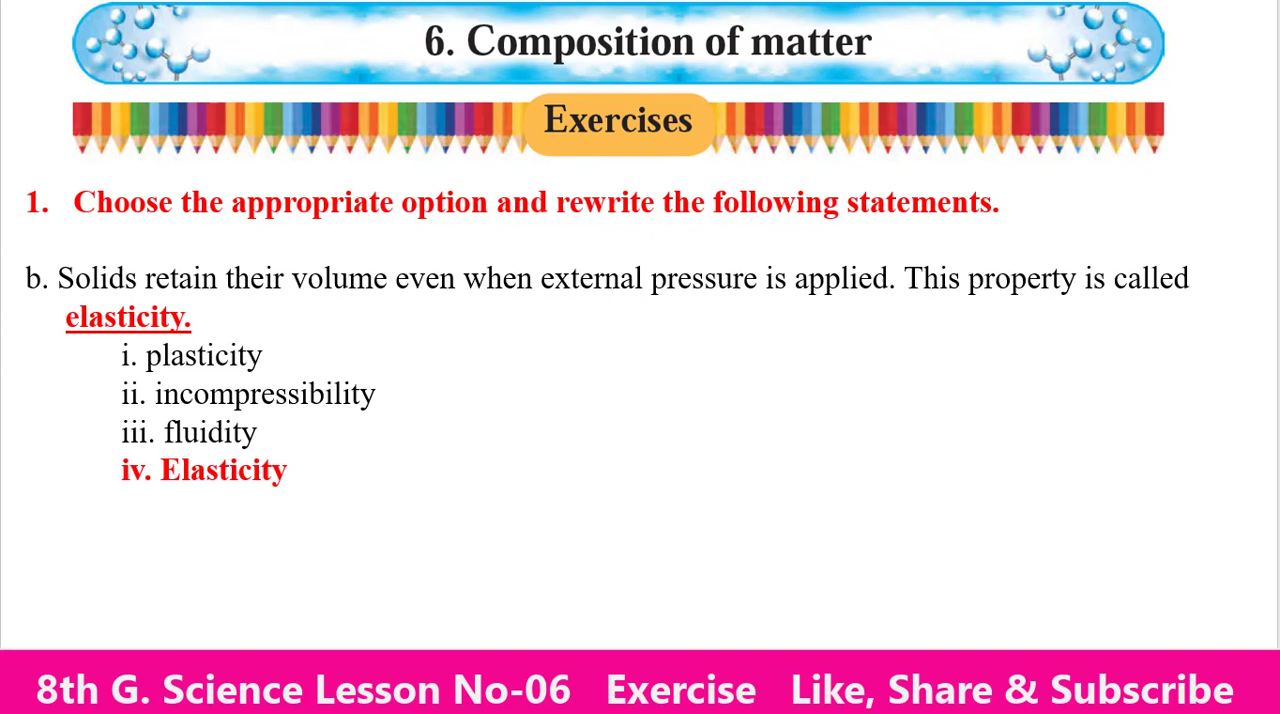 6. Composition of matter
Exercises
1. Choose the appropriate option and rewrite the following statements.
b. Solids retain their volume even when external pressure is applied. This property is called
elasticity.
i. plasticity
ii. incompressibility
iii. fluidity
iv. Elasticity
8th G. Science Lesson No-06 Exercise Like, Share & Subscribe